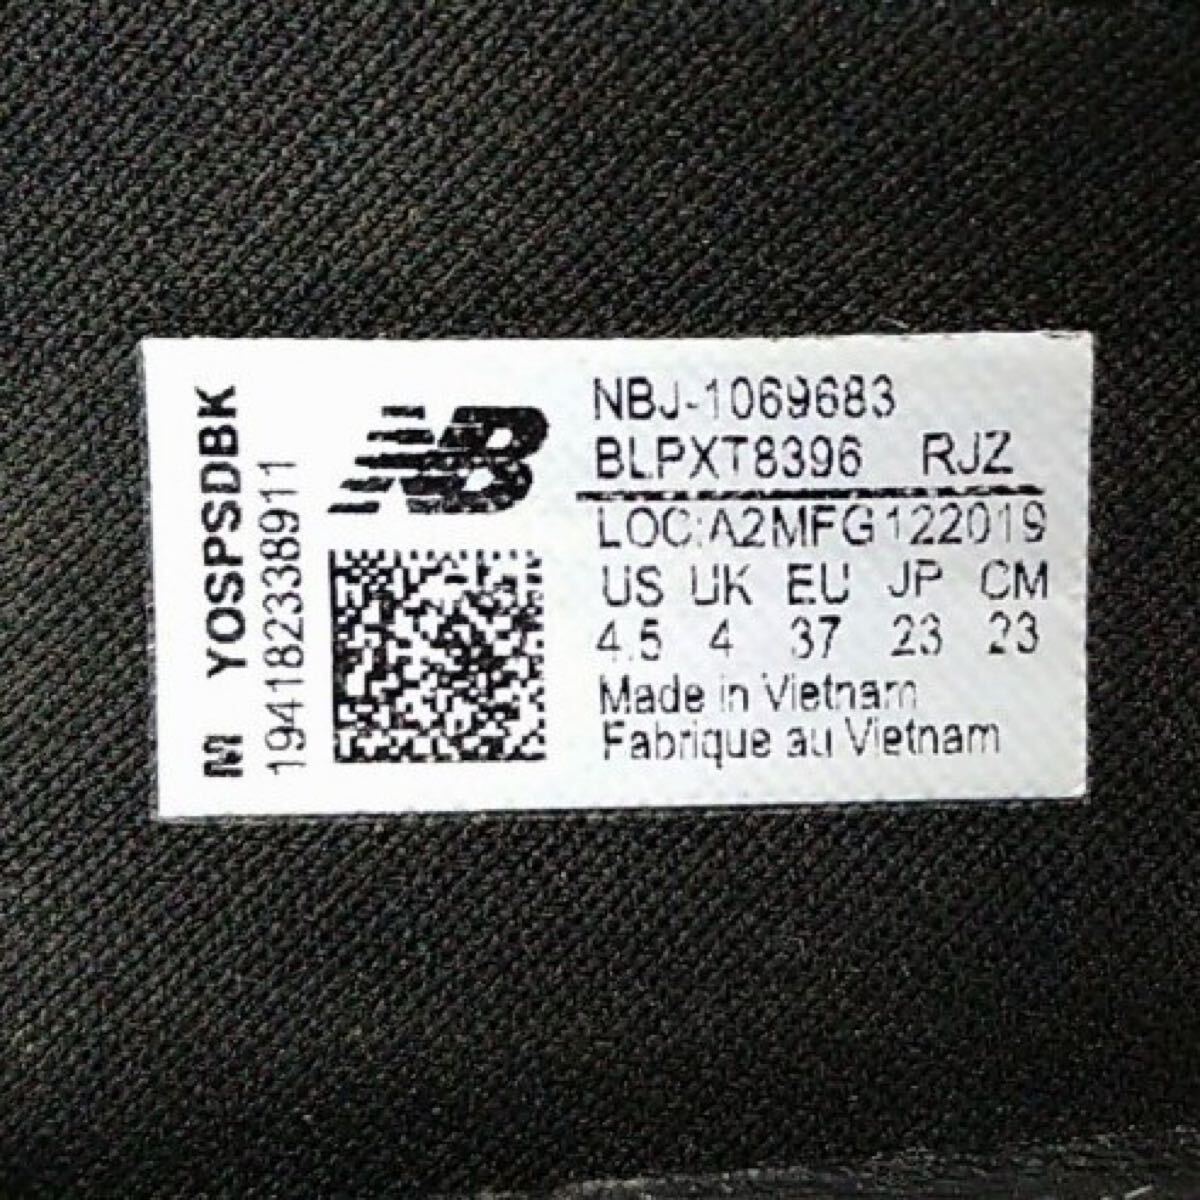 M YOSPSDBK
194182338911
NB
NBJ-1069683
BLPXT8396 RJZ
LOC:A2MFG122019
US UK EU JP CM
4.5 4 37 23 23
Made in Vietnam
Fabrique au Vietnam